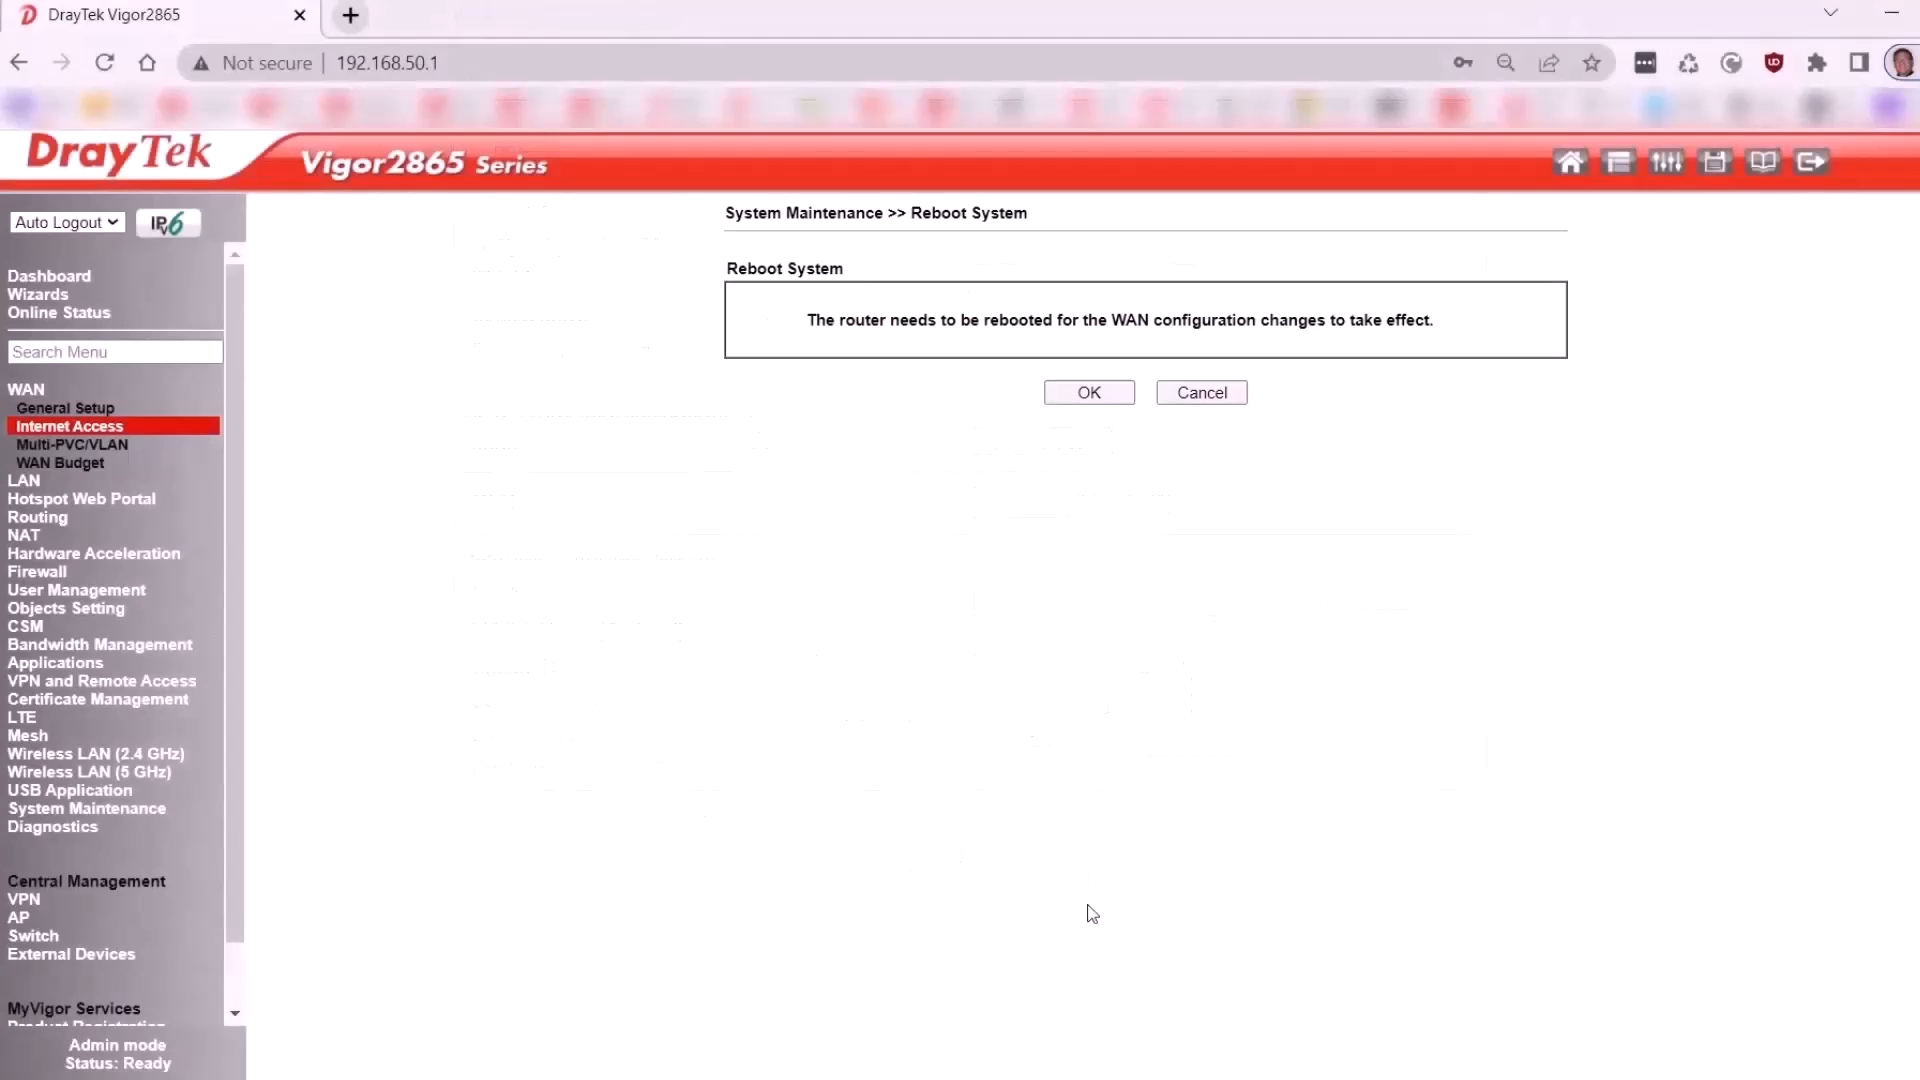 DrayTek Vigor2865
Not secure
192.168.50.1
DrayTek
Vigor2865 Series
Auto Logout
IPv6
System Maintenance >> Reboot System
Reboot System
The router needs to be rebooted for the WAN configuration changes to take effect.
OK
Cancel
Dashboard
Wizards
Online Status
Search Menu
WAN
General Setup
Internet Access
Multi-PVC/VLAN
WAN Budget
LAN
Hotspot Web Portal
Routing
NAT
Hardware Acceleration
Firewall
User Management
Objects Setting
CSM
Bandwidth Management
Applications
VPN and Remote Access
Certificate Management
LTE
Mesh
Wireless LAN (2.4 GHz)
Wireless LAN (5 GHz)
USB Application
System Maintenance
Diagnostics
Central Management
VPN
AP
Switch
External Devices
MyVigor Services
Product Registration
Admin mode
Status: Ready